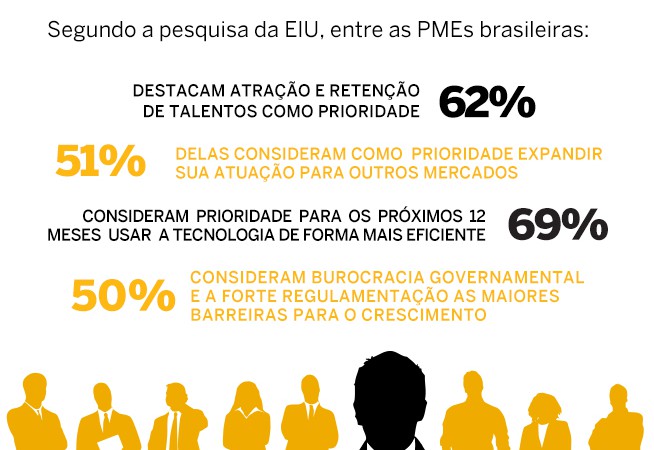 Segundo a pesquisa da EIU, entre as PMEs brasileiras:
DESTACAM ATRAÇÃO E RETENÇÃO
DE TALENTOS COMO PRIORIDADE
62%
51%
DELAS CONSIDERAM COMO PRIORIDADE EXPANDIR
SUA ATUAÇÃO PARA OUTROS MERCADOS
CONSIDERAM PRIORIDADE PARA OS PRÓXIMOS 12
MESES USAR A TECNOLOGIA DE FORMA MAIS EFICIENTE
69%
50%
CONSIDERAM BUROCRACIA GOVERNAMENTAL
E A FORTE REGULAMENTAÇÃO AS MAIORES
BARREIRAS PARA O CRESCIMENTO